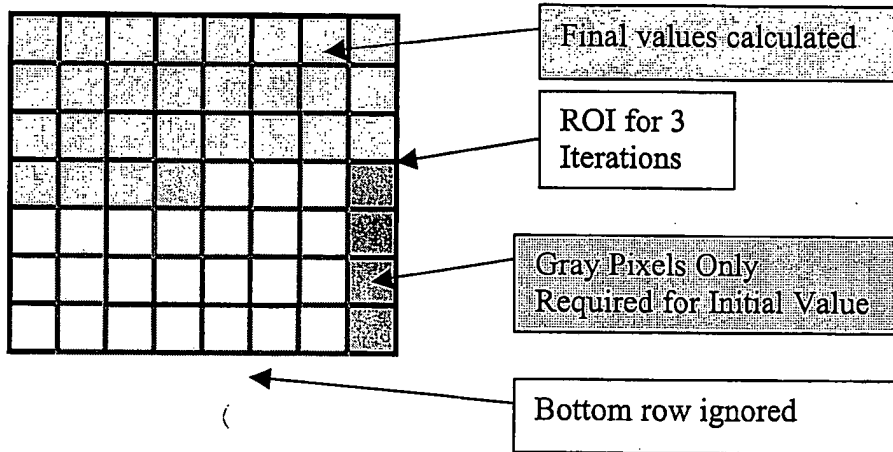 Final values calculated
ROI for 3
Iterations
Gray Pixels Only
Required for Initial Value
Bottom row ignored